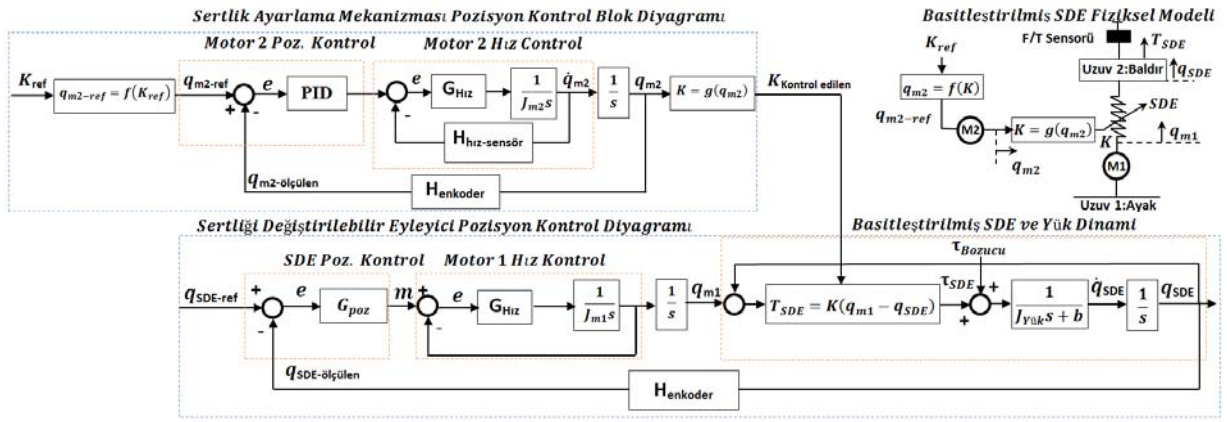 Sertlik Ayarlama Mekanizması Pozisyon Kontrol Blok Diyagramı
Motor 2 Poz. Kontrol
Motor 2 Hız Control
K_ref
q_m2-ref = f(K_ref)
q_m2-ref
+
-
e
PID
e
-
G_Hız
1/(J_m2 s)
q̇_m2
1/s
q_m2
K = g(q_m2)
K_Kontrol edilen
H_hız-sensör
q_m2-ölçülen
H_enkoder
Basitleştirilmiş SDE Fiziksel Modeli
F/T Sensorü
T_SDE
K_ref
Uzuv 2:Baldır
q_SDE
q_m2 = f(K)
SDE
q_m2-ref
M2
K = g(q_m2)
K
q_m1
q_m2
M1
Uzuv 1:Ayak
Sertliği Değiştirilebilir Eyleyici Pozisyon Kontrol Diyagramı
Basitleştirilmiş SDE ve Yük Dinami
SDE Poz. Kontrol
Motor 1 Hız Kontrol
τ_Bozucu
q_SDE-ref
+
-
e
G_poz
m
+
-
e
G_Hız
1/(J_m1 s)
1/s
q_m1
T_SDE = K(q_m1 − q_SDE)
τ_SDE
+
+
1/(J_Yük s + b)
q̇_SDE
1/s
q_SDE
q_SDE-ölçülen
H_enkoder